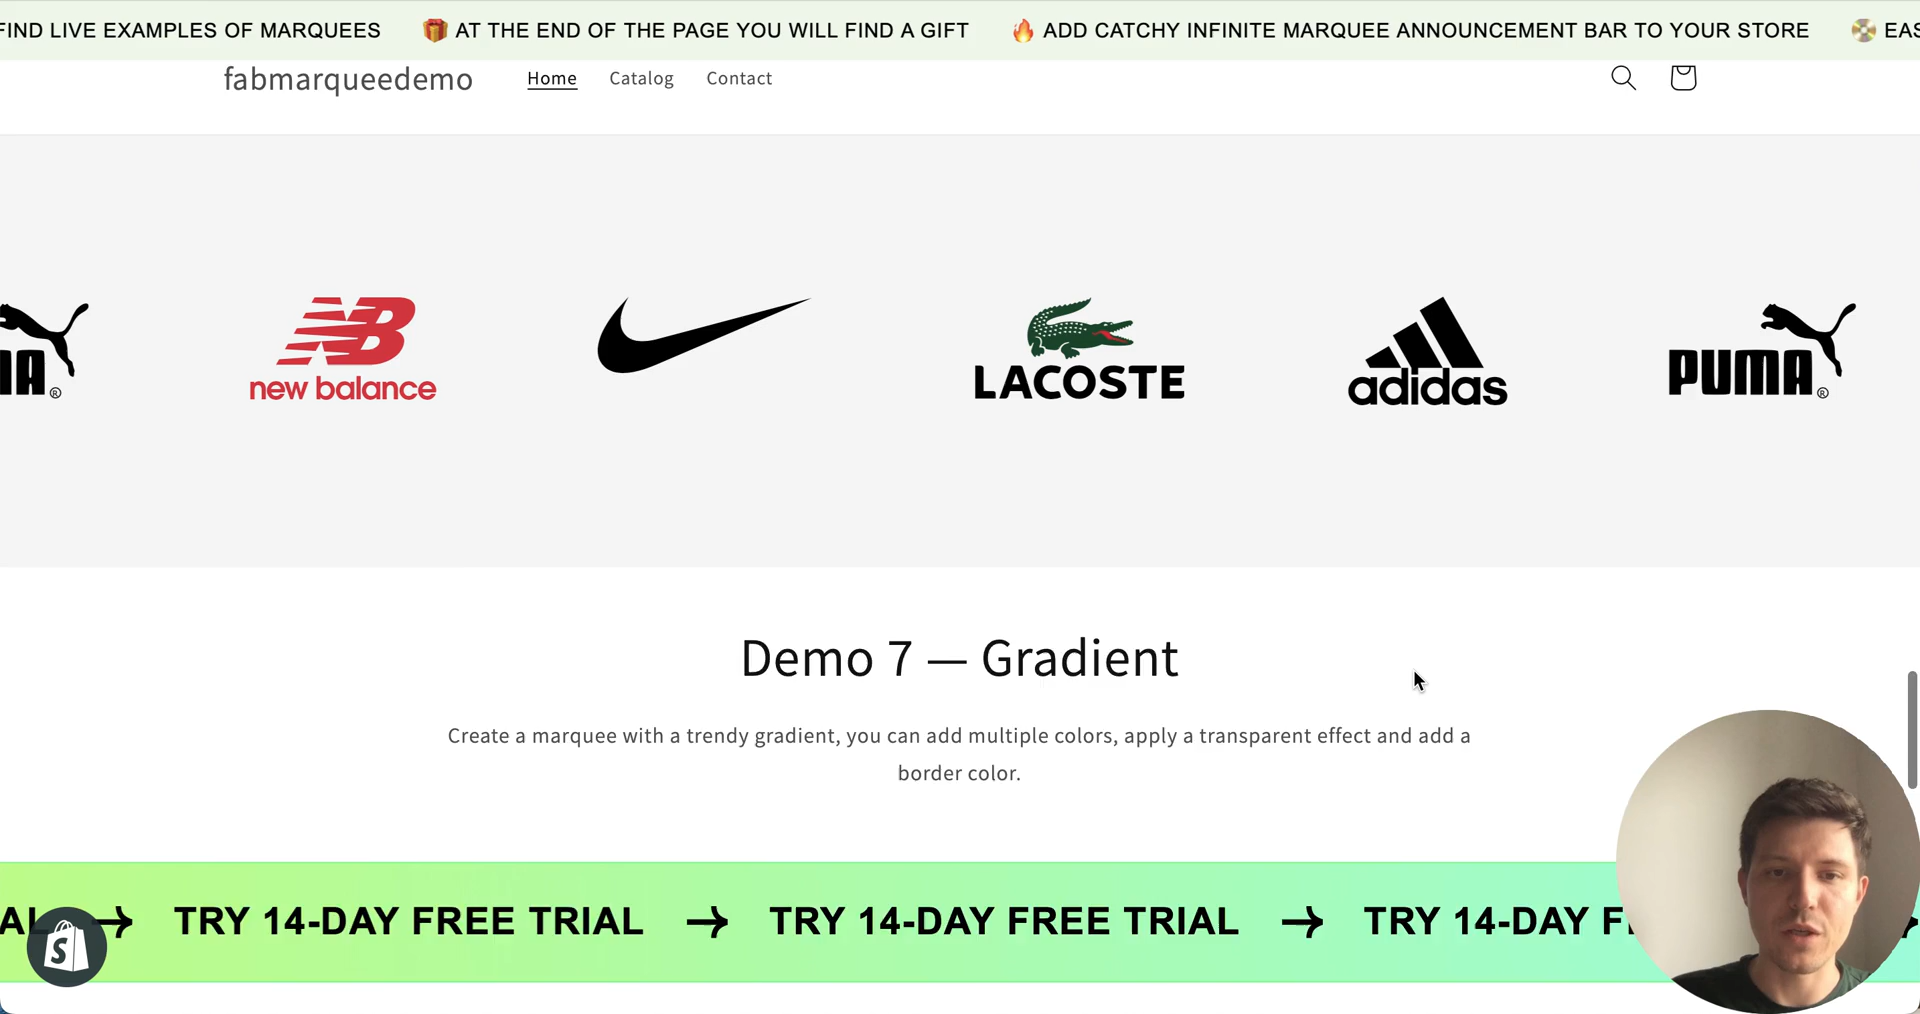 FIND LIVE EXAMPLES OF MARQUEES 🎁 AT THE END OF THE PAGE YOU WILL FIND A GIFT 🔥 ADD CATCHY INFINITE MARQUEE ANNOUNCEMENT BAR TO YOUR STORE 📀 EAS
fabmarqueedemo Home Catalog Contact
MA® new balance LACOSTE adidas PUMA®
Demo 7 — Gradient
Create a marquee with a trendy gradient, you can add multiple colors, apply a transparent effect and add a
border color.
AL → TRY 14-DAY FREE TRIAL → TRY 14-DAY FREE TRIAL → TRY 14-DAY F